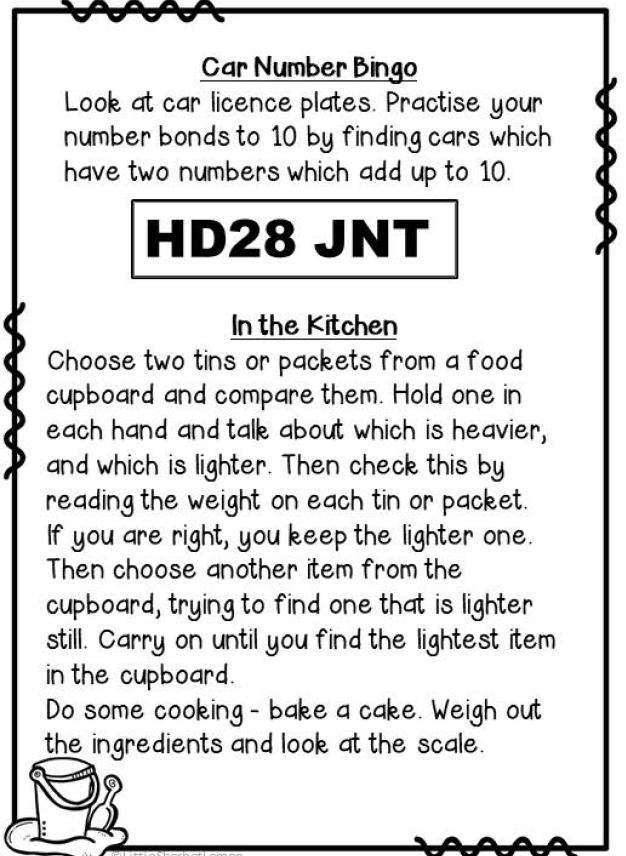 Car Number Bingo
Look at car licence plates. Practise your
number bonds to 10 by finding cars which
have two numbers which add up to 10.
HD28 JNT
In the Kitchen
Choose two tins or packets from a food
cupboard and compare them. Hold one in
each hand and talk about which is heavier,
and which is lighter. Then check this by
reading the weight on each tin or packet.
If you are right, you keep the lighter one.
Then choose another item from the
cupboard, trying to find one that is lighter
still. Carry on until you find the lightest item
in the cupboard.
Do some cooking - bake a cake. Weigh out
the ingredients and look at the scale.